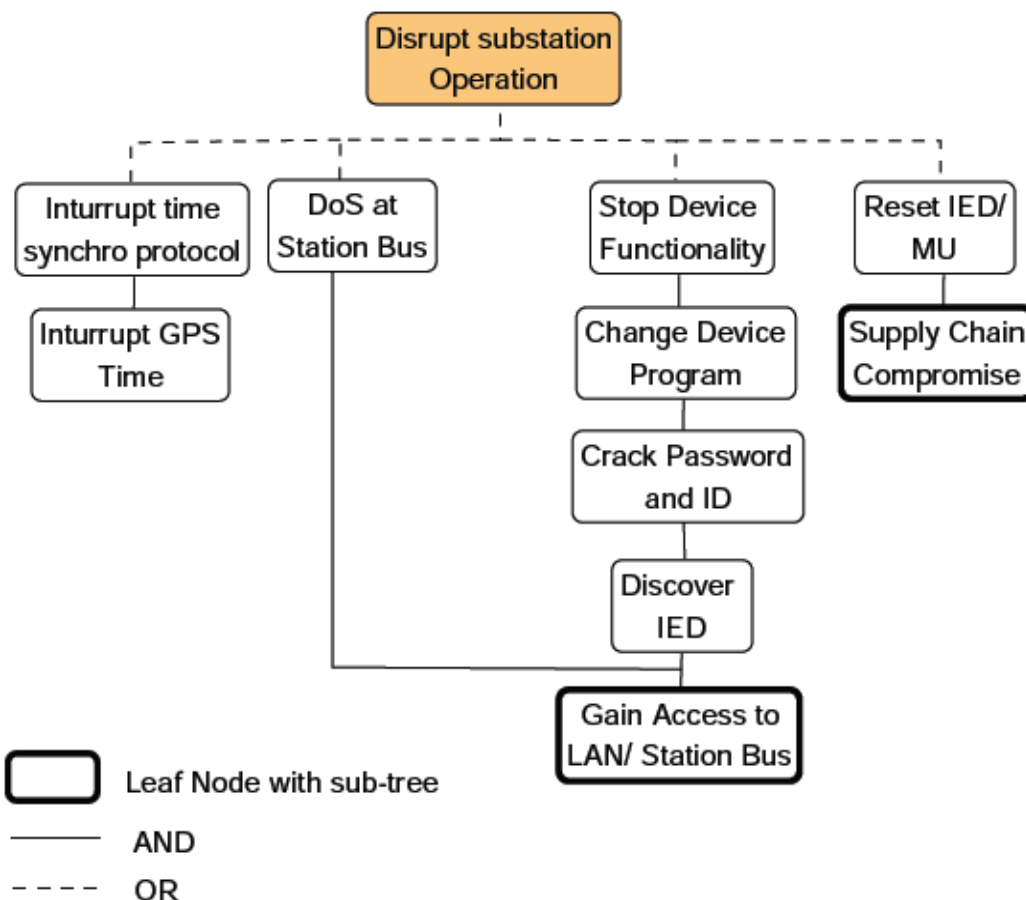 Disrupt substation
Operation
Inturrupt time
synchro protocol
DoS at
Station Bus
Stop Device
Functionality
Reset IED/
MU
Inturrupt GPS
Time
Change Device
Program
Supply Chain
Compromise
Crack Password
and ID
Discover
IED
Gain Access to
LAN/ Station Bus
Leaf Node with sub-tree
AND
OR